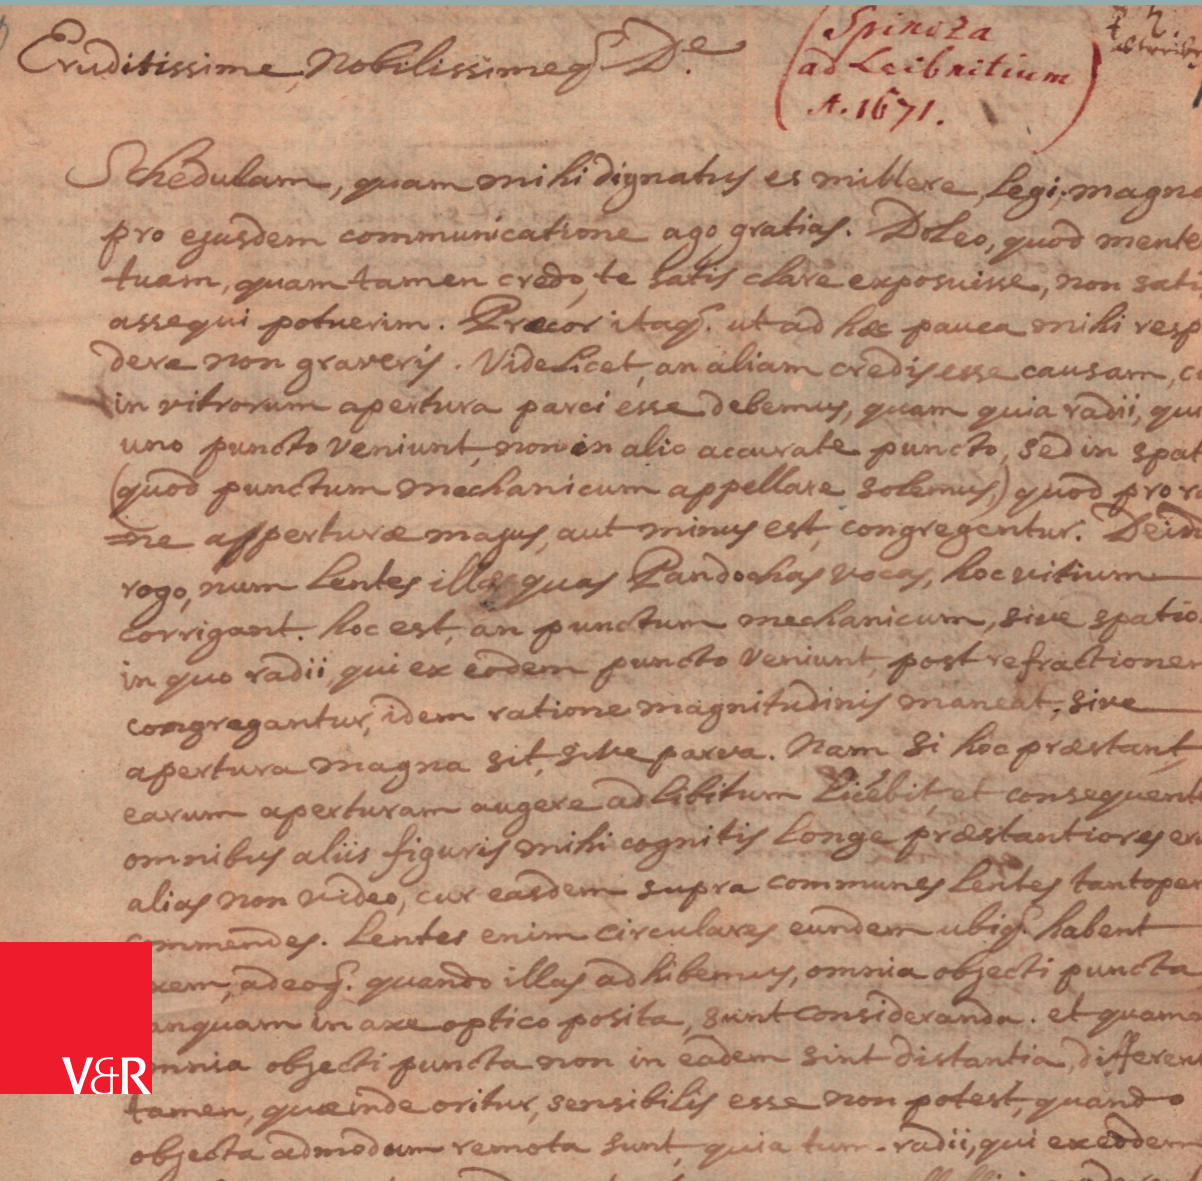 Eruditissime, Nobilissimeq̃ De.
(Spinoza
ad Leibnitium
A. 1671.)
Schedulam, quam mihi dignatus es mittere, legi, magn
pro ejusdem communicatione ago gratias. Doleo, quod mente
tuam, quam tamen credo, te satis clare exposuisse, non sati
assequi potuerim. Precor itaq̃. ut ad hæc pauca mihi resp
dere non graveris. Videlicet, an aliam credis esse causam, c
in vitrorum apertura parci esse debemus, quam quia radii, qui
uno puncto veniunt, non in alio accurate puncto, sed in spat
(quod punctum mechanicum appellare solemus,) quod pro r
=ne apperturæ majus, aut minus est, congregentur. Dein
rogo, num lentes illæ, quas Pandochas vocas, hoc vitium
corrigant. hoc est, an punctum mechanicum, sive spatiu
in quo radii, qui ex eodem puncto veniunt, post refractionem
congregantur, idem ratione magnitudinis maneat, sive
apertura magna sit, sive parva. Nam si hoc præstant,
earum aperturam augere ad libitum licebit, et consequent
omnibus aliis figuris mihi cognitis longe præstantiores er
alias non video, cur easdem supra communes lentes tantoper
commendes. Lentes enim circulares eundem ubiq̃. habent
axem, adeoq̃. quando illas adhibemus, omnia objecti puncta
tanquam in axe optico posita, sunt consideranda. et quamv
omnia objecti puncta non in eadem sint distantia, differen
tamen, quæ inde oritur, sensibilis esse non potest, quando
objecta admodum remota sunt, quia tum radii, qui ex eodem
V&R